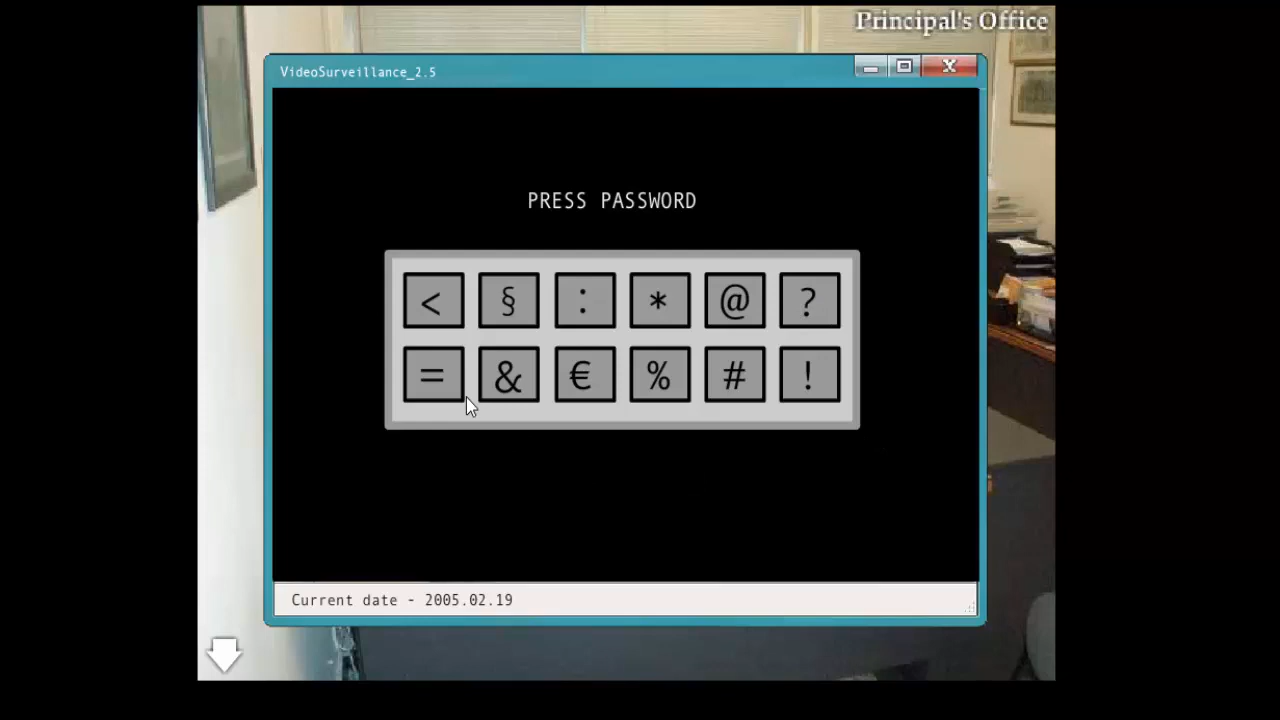 Principal's Office
VideoSurveillance_2.5
PRESS PASSWORD
< § : * @ ?
= & € % # !
Current date - 2005.02.19